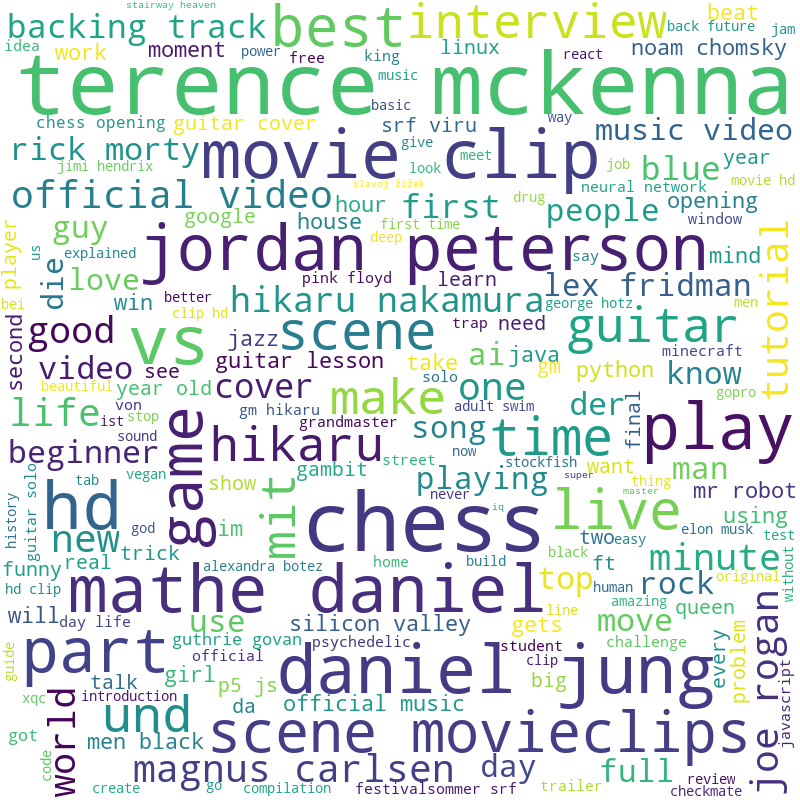 stairway heaven
backing track
best
interview
beat
back future
jam
idea
work
moment
power
free
king
linux
react
noam chomsky
terence mckenna
music
basic
way
chess opening
guitar cover
srf viru
music video
rick morty
movie clip
give
look
meet
job
blue
year
jimi hendrix
slavoj žižek
neural network
movie hd
official video
hour
first
drug
people
opening
guy
google
house
first time
window
player
us
explained
jordan peterson
deep
say
mind
tutorial
die
love
pink floyd
learn
lex fridman
bei
win
better
hikaru nakamura
george hotz
men
second
good
vs
clip hd
jazz
scene
trap
need
guitar
minecraft
video
see
guitar lesson
take
ai
java
gm
python
know
beautiful
year old
cover
solo
make
one
adult swim
der
final
gopro
life
von
ist
stop
gm hikaru
grandmaster
song
time
play
beginner
sound
game
hikaru
street
now
gambit
playing
stockfish
want
man
tab
vegan
show
mit
never
super
thing
mr robot
history
guitar solo
hd
god
im
chess
iq
master
live
using
new
real
trick
two
easy
elon musk
test
without
funny
alexandra botez
home
build
black
ft
minute
hd clip
mathe daniel
human
amazing
top
rock
original
will
day life
use
silicon valley
line
gets
move
queen
guide
part
guthrie govan
psychedelic
student
challenge
every
problem
joe rogan
official
clip
talk
girl
daniel jung
big
xqc
introduction
p5 js
javascript
world
und
da
official music
got
men black
scene movieclips
code
magnus carlsen
day
full
review
create
go
compilation
festivalsommer srf
trailer
checkmate